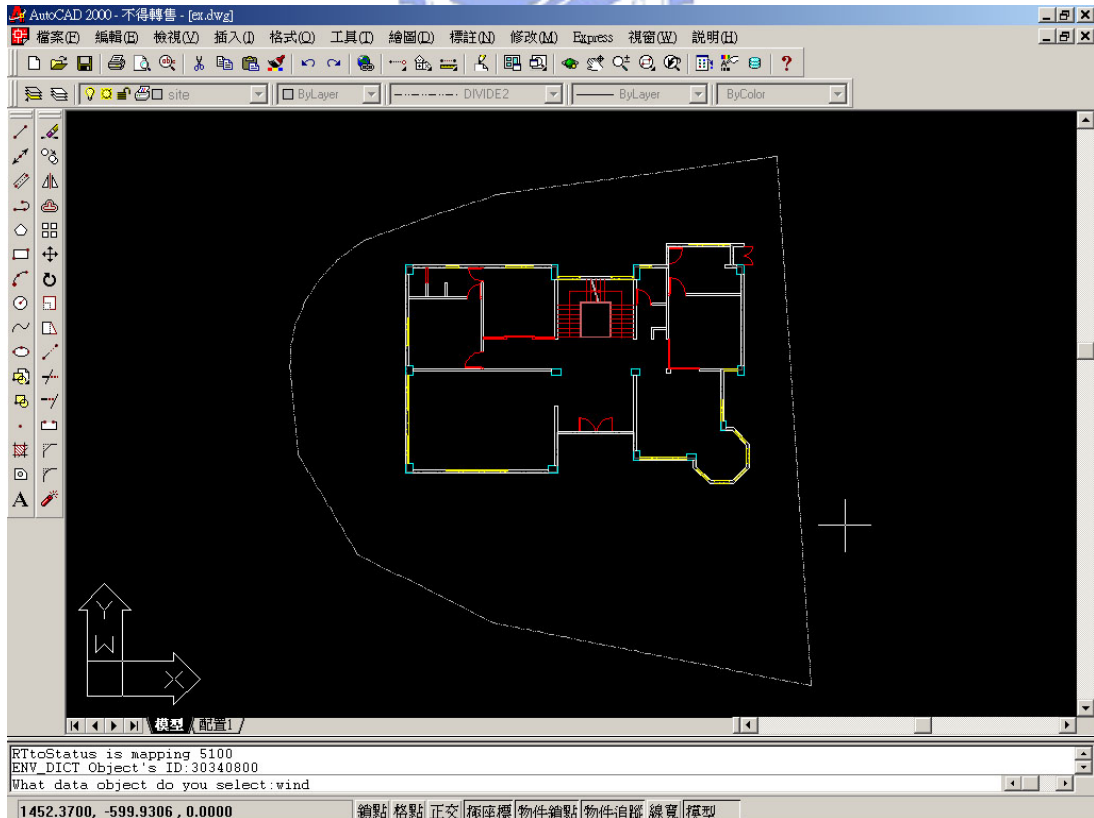 AutoCAD 2000 - 不得轉售 - [ex.dwg]
檔案(F) 編輯(E) 檢視(V) 插入(I) 格式(O) 工具(T) 繪圖(D) 標註(N) 修改(M) Express 視窗(W) 說明(H)
site ByLayer DIVIDE2 ByLayer ByColor
A
Y
W
X
模型 配置1
RTtoStatus is mapping 5100
ENV_DICT Object's ID:30340800
What data object do you select:wind
1452.3700, -599.9306 , 0.0000 鎖點 格點 正交 極座標 物件鎖點 物件追蹤 線寬 模型